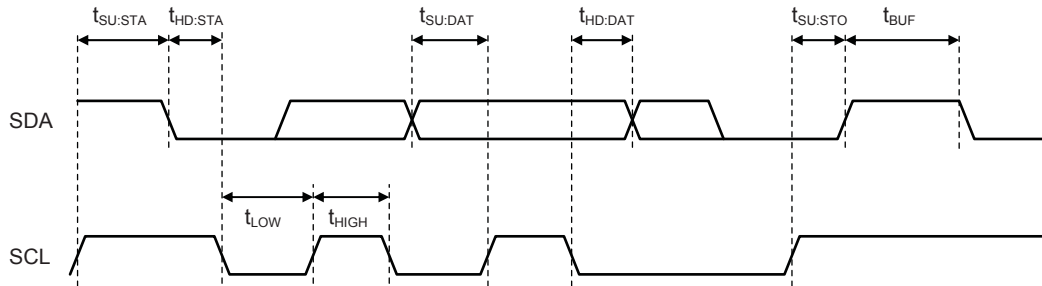 tSU:STA tHD:STA tSU:DAT tHD:DAT tSU:STO tBUF
SDA
tLOW tHIGH
SCL